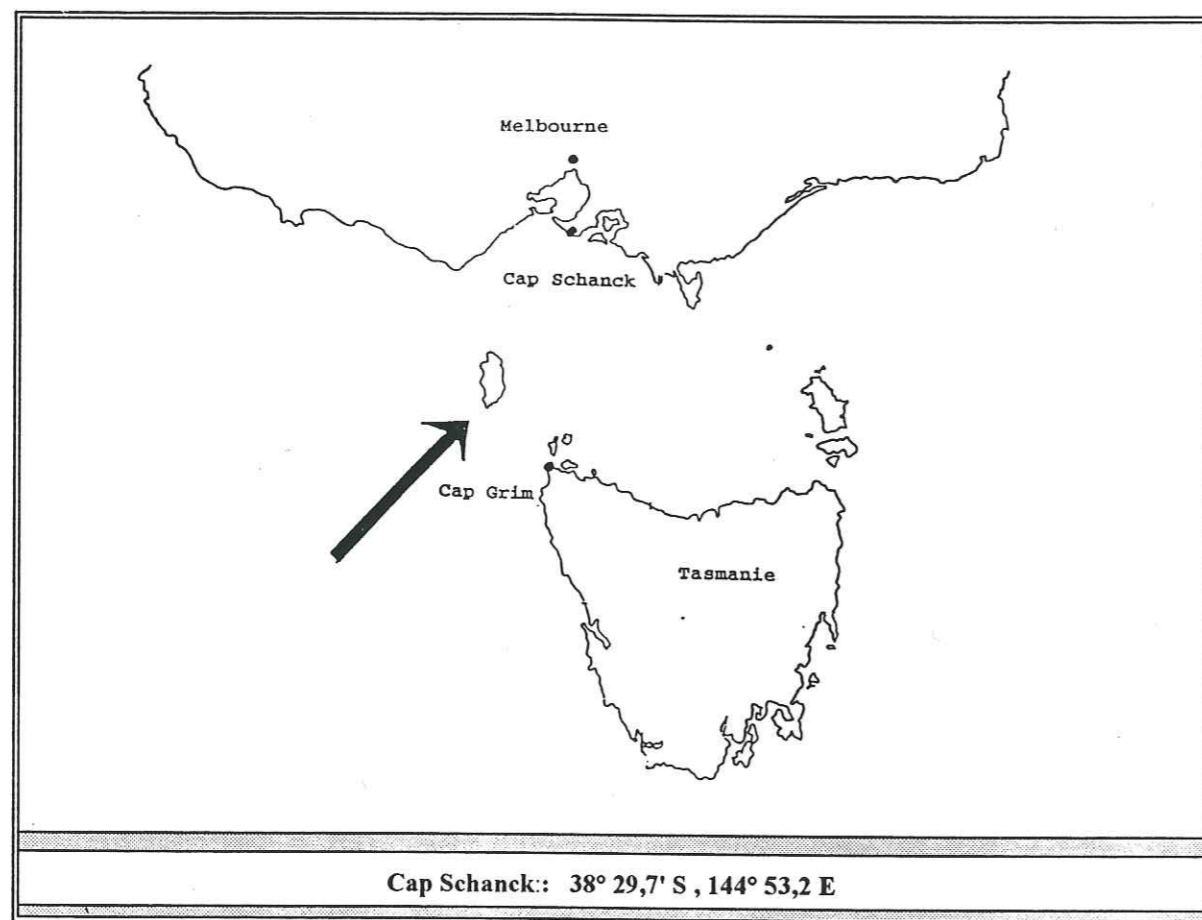 Melbourne
Cap Schanck
Cap Grim
Tasmanie
Cap Schanck:: 38° 29,7' S , 144° 53,2 E